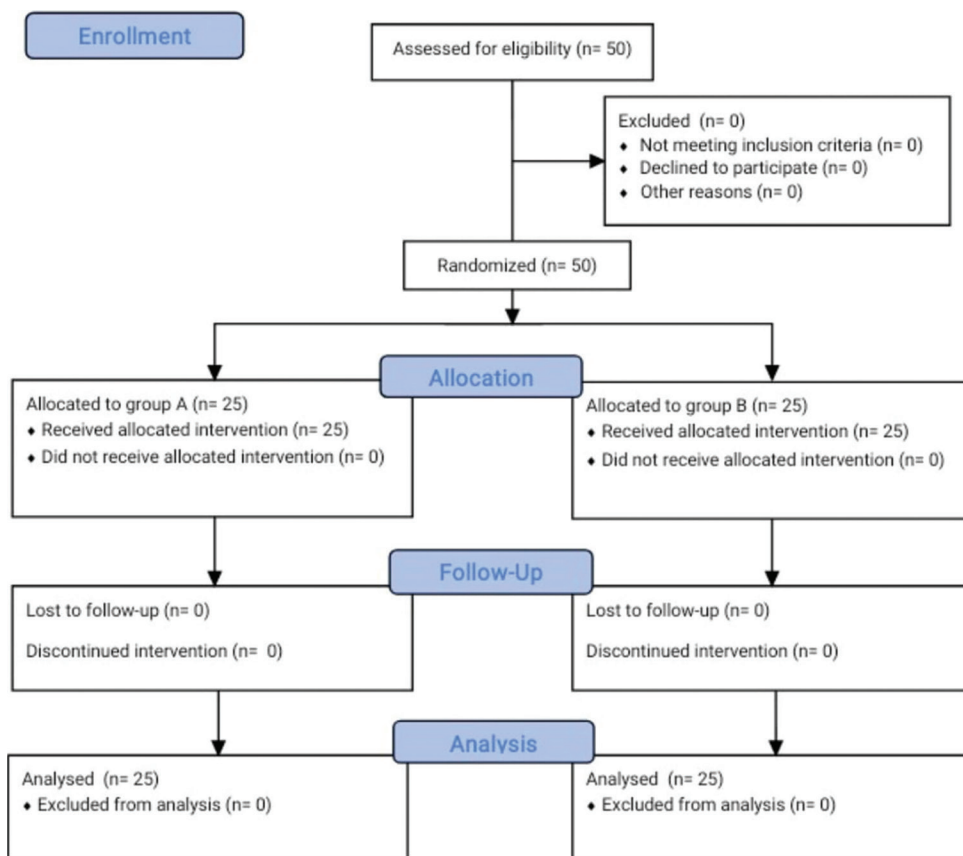 Enrollment
Assessed for eligibility (n= 50)
Excluded (n= 0)
♦ Not meeting inclusion criteria (n= 0)
♦ Declined to participate (n= 0)
♦ Other reasons (n= 0)
Randomized (n= 50)
Allocation
Allocated to group A (n= 25)
♦ Received allocated intervention (n= 25)
♦ Did not receive allocated intervention (n= 0)
Allocated to group B (n= 25)
♦ Received allocated intervention (n= 25)
♦ Did not receive allocated intervention (n= 0)
Follow-Up
Lost to follow-up (n= 0)
Discontinued intervention (n= 0)
Lost to follow-up (n= 0)
Discontinued intervention (n= 0)
Analysis
Analysed (n= 25)
♦ Excluded from analysis (n= 0)
Analysed (n= 25)
♦ Excluded from analysis (n= 0)